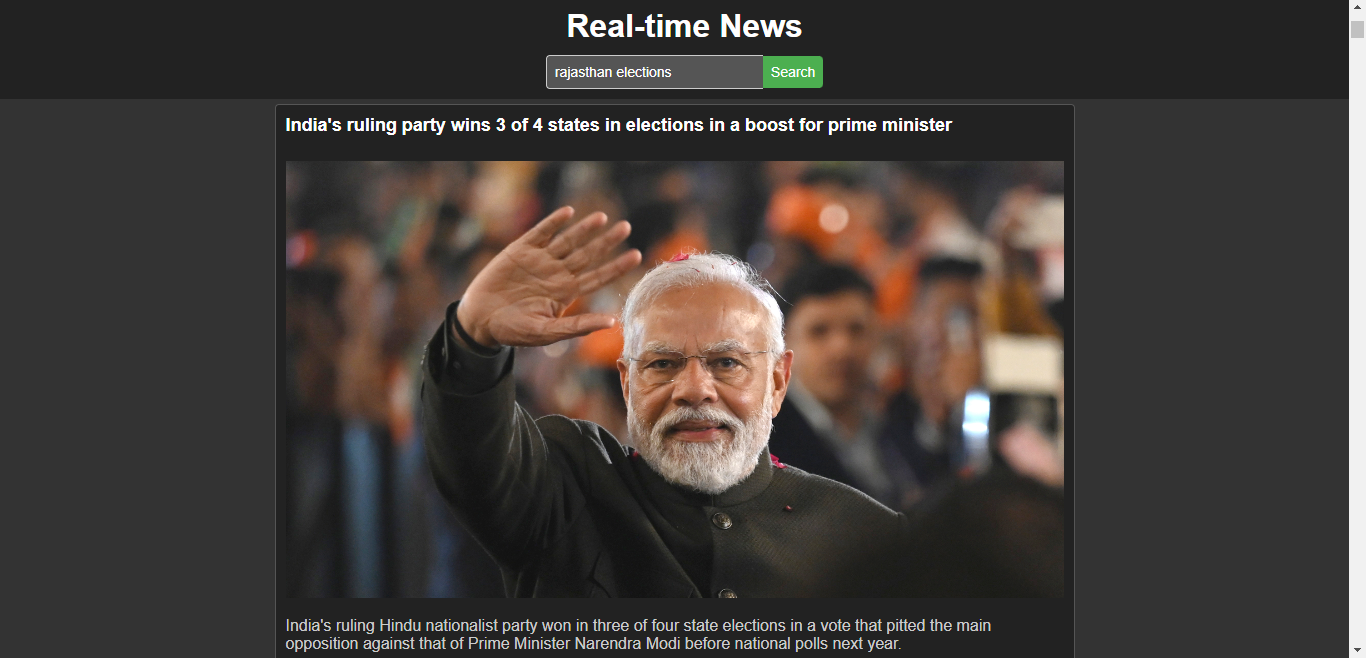 Real-time News
rajasthan elections
Search
India's ruling party wins 3 of 4 states in elections in a boost for prime minister
India's ruling Hindu nationalist party won in three of four state elections in a vote that pitted the main
opposition against that of Prime Minister Narendra Modi before national polls next year.